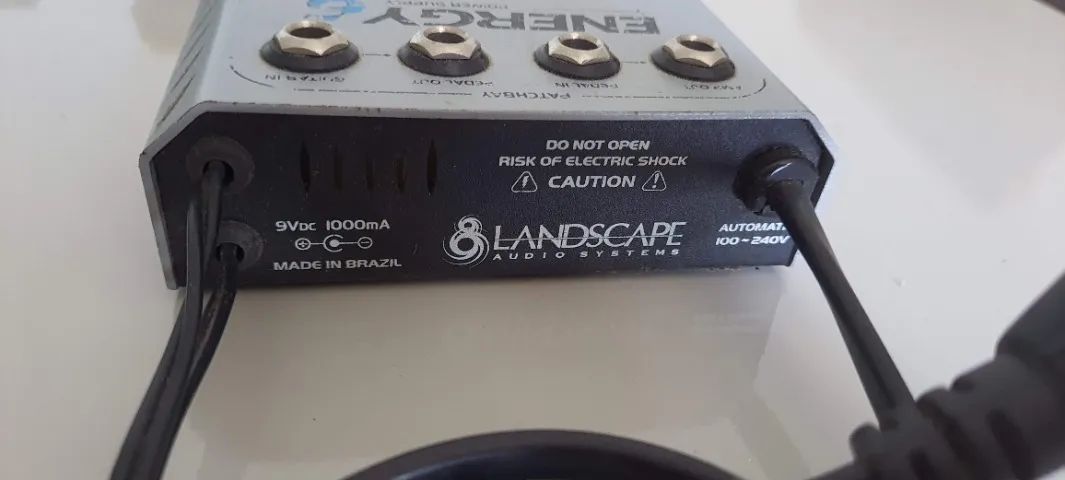 ENERGY
POWER SUPPLY
GUITAR IN
PEDAL OUT
PEDAL IN
AMP OUT
PATCHBAY
DO NOT OPEN
RISK OF ELECTRIC SHOCK
CAUTION
9VDC 1000mA
MADE IN BRAZIL
LANDSCAPE
AUDIO SYSTEMS
AUTOMATI
100~240V